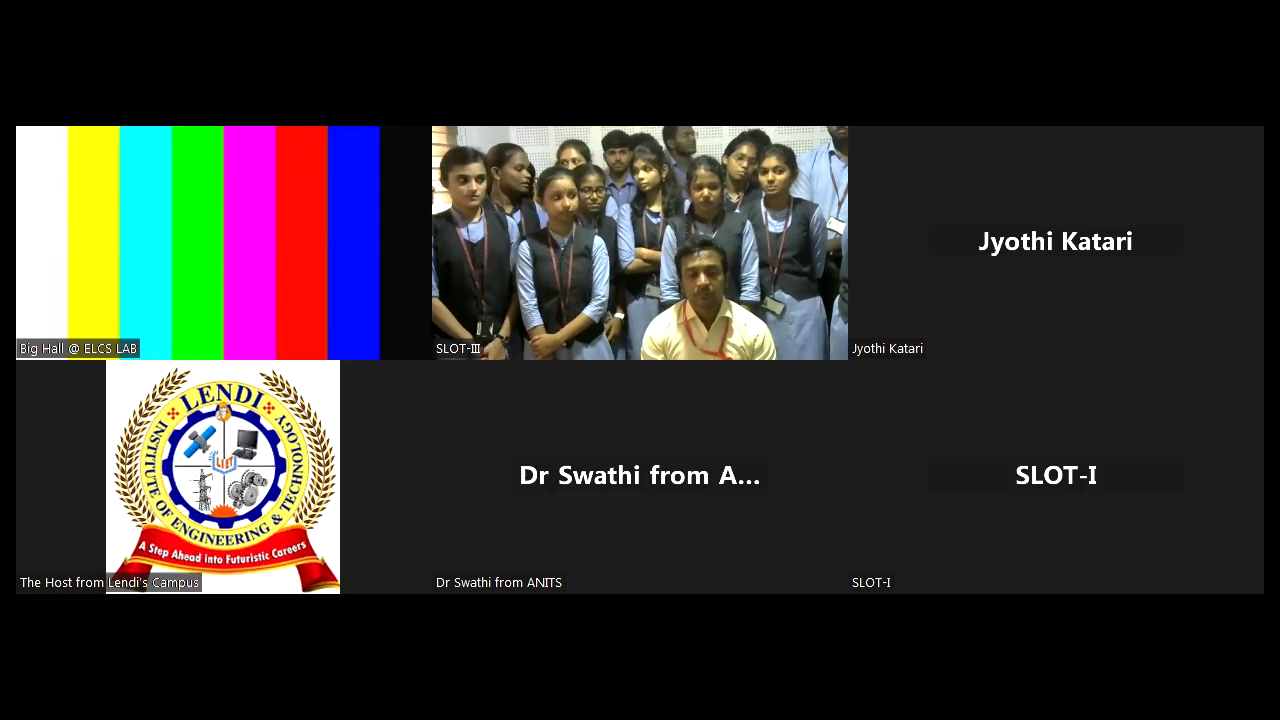 Big Hall @ ELCS LAB
SLOT-III
Jyothi Katari
Jyothi Katari
LENDI
INSTITUTE OF ENGINEERING & TECHNOLOGY
LIET
A Step Ahead into Futuristic Careers
The Host from Lendi's Campus
Dr Swathi from A...
Dr Swathi from ANITS
SLOT-I
SLOT-I